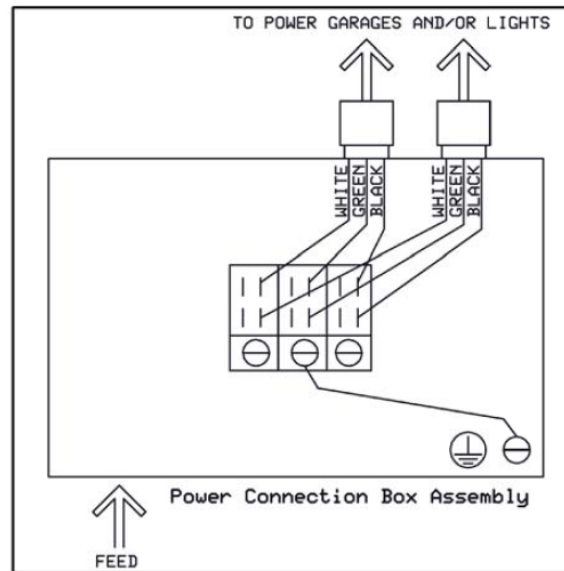 TO POWER GARAGES AND/OR LIGHTS
WHITE
GREEN
BLACK
WHITE
GREEN
BLACK
Power Connection Box Assembly
FEED